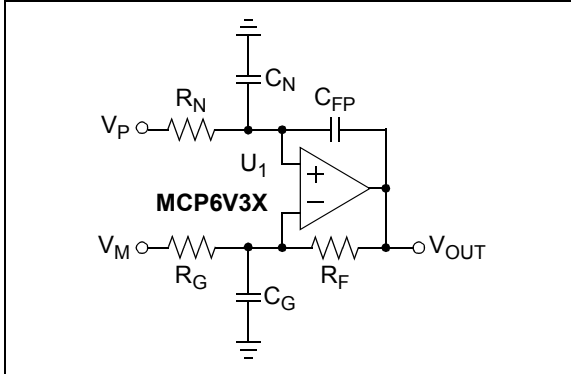 C_N
R_N
C_FP
V_P
U_1
+
MCP6V3X
−
V_M
V_OUT
R_G
R_F
C_G